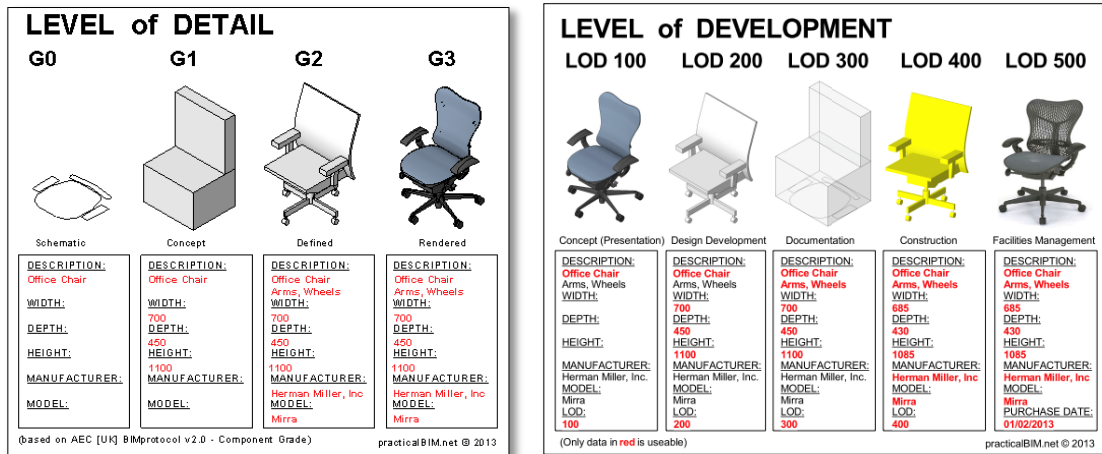 LEVEL of DETAIL
G0 G1 G2 G3
Schematic Concept Defined Rendered
DESCRIPTION:
Office Chair
WIDTH:
DEPTH:
HEIGHT:
MANUFACTURER:
MODEL:
DESCRIPTION:
Office Chair
WIDTH:
700
DEPTH:
450
HEIGHT:
1100
MANUFACTURER:
MODEL:
DESCRIPTION:
Office Chair
Arms, Wheels
WIDTH:
700
DEPTH:
450
HEIGHT:
1100
MANUFACTURER:
Herman Miller, Inc
MODEL:
Mirra
DESCRIPTION:
Office Chair
Arms, Wheels
WIDTH:
700
DEPTH:
450
HEIGHT:
1100
MANUFACTURER:
Herman Miller, Inc
MODEL:
Mirra
(based on AEC [UK] BIMprotocol v2.0 - Component Grade) practicalBIM.net @ 2013
LEVEL of DEVELOPMENT
LOD 100 LOD 200 LOD 300 LOD 400 LOD 500
Concept (Presentation) Design Development Documentation Construction Facilities Management
DESCRIPTION:
Office Chair
Arms, Wheels
WIDTH:
DEPTH:
HEIGHT:
MANUFACTURER:
Herman Miller, Inc.
MODEL:
Mirra
LOD:
100
DESCRIPTION:
Office Chair
Arms, Wheels
WIDTH:
700
DEPTH:
450
HEIGHT:
1100
MANUFACTURER:
Herman Miller, Inc.
MODEL:
Mirra
LOD:
200
DESCRIPTION:
Office Chair
Arms, Wheels
WIDTH:
700
DEPTH:
450
HEIGHT:
1100
MANUFACTURER:
Herman Miller, Inc.
MODEL:
Mirra
LOD:
300
DESCRIPTION:
Office Chair
Arms, Wheels
WIDTH:
685
DEPTH:
430
HEIGHT:
1085
MANUFACTURER:
Herman Miller, Inc
MODEL:
Mirra
LOD:
400
DESCRIPTION:
Office Chair
Arms, Wheels
WIDTH:
685
DEPTH:
430
HEIGHT:
1085
MANUFACTURER:
Herman Miller, Inc
MODEL:
Mirra
PURCHASE DATE:
01/02/2013
(Only data in red is useable) practicalBIM.net © 2013